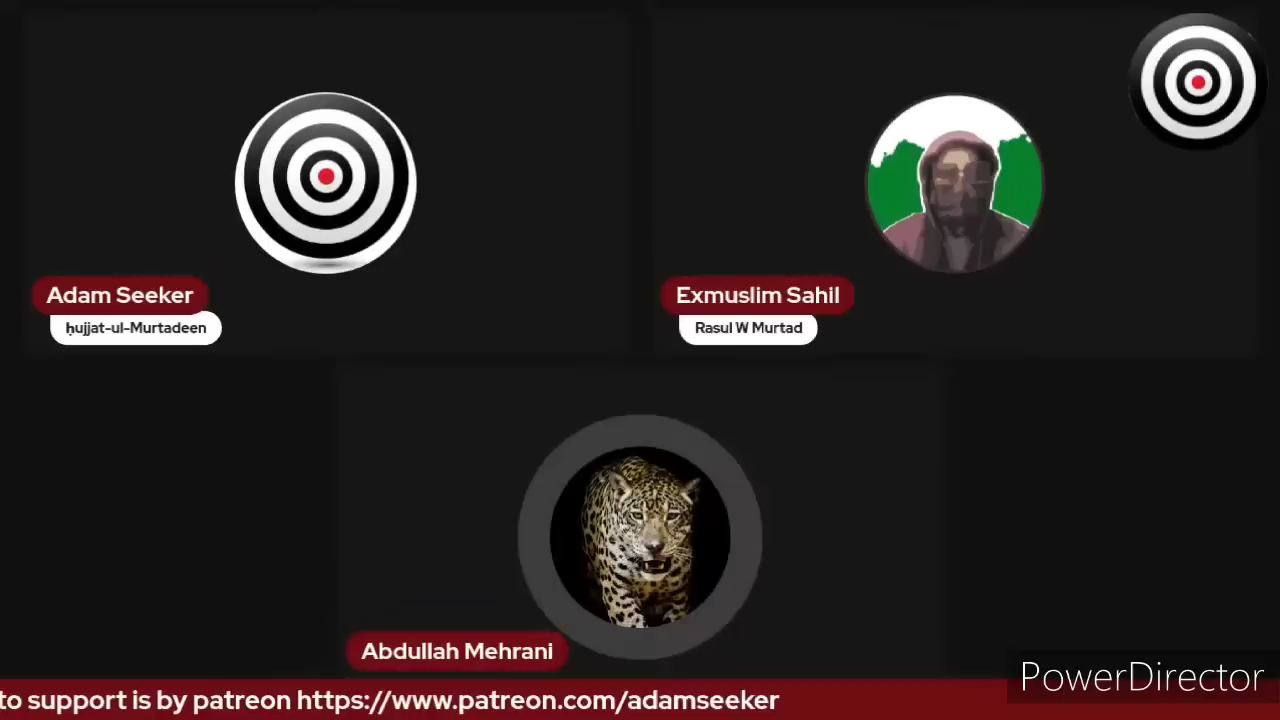 Adam Seeker
ḥujjat-ul-Murtadeen
Exmuslim Sahil
Rasul W Murtad
Abdullah Mehrani
to support is by patreon https://www.patreon.com/adamseeker
PowerDirector